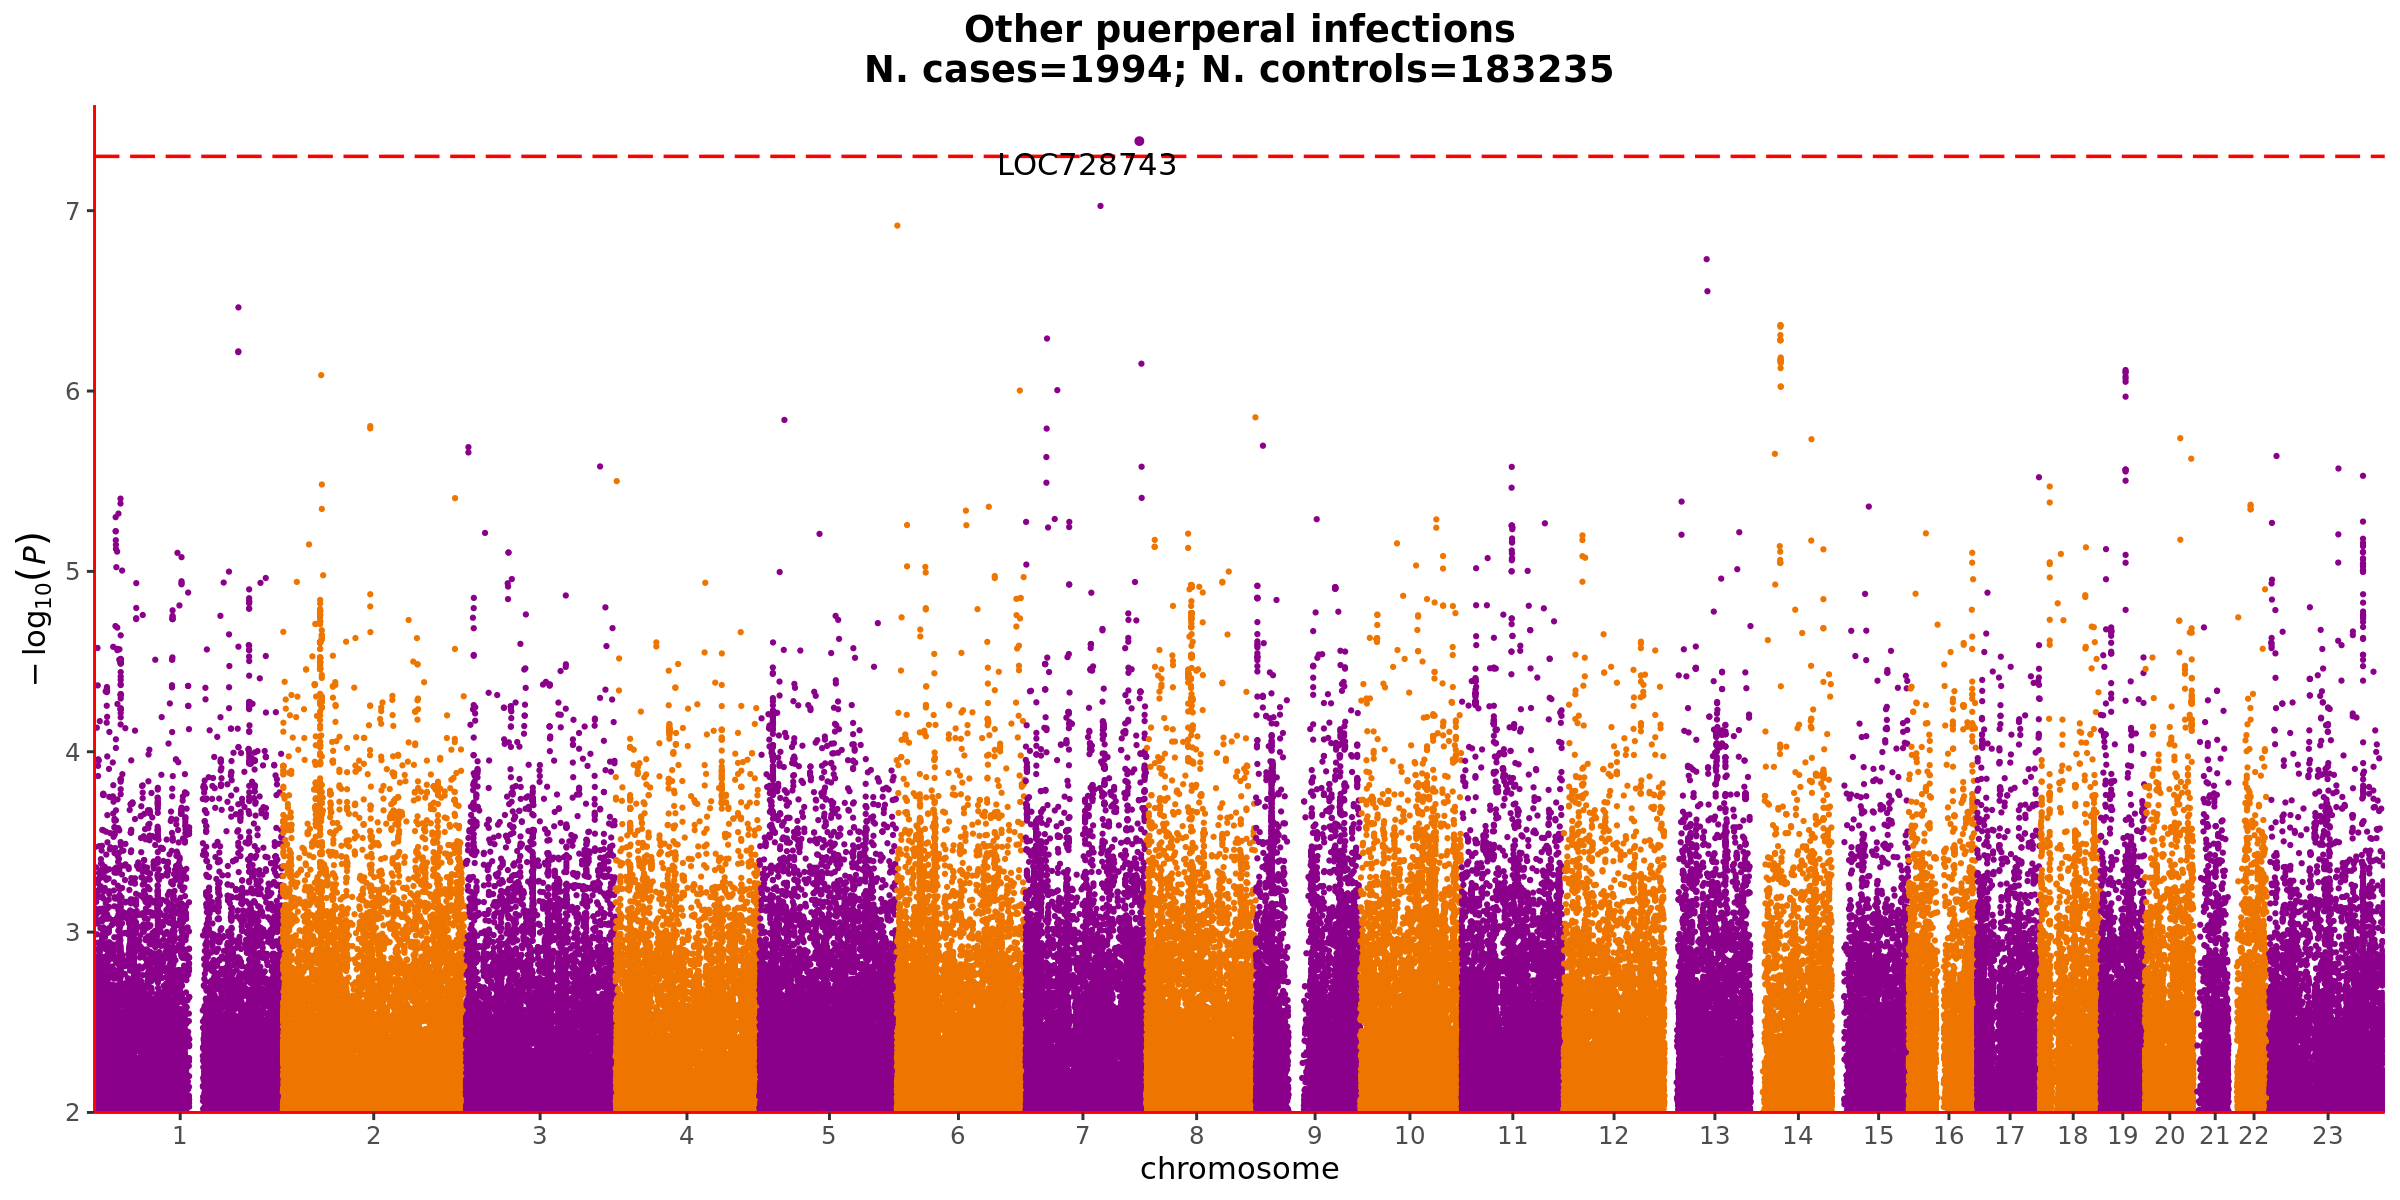 Other puerperal infections
N. cases=1994; N. controls=183235
LOC728743
7
6
5
4
3
2
−log₁₀(P)
1 2 3 4 5 6 7 8 9 10 11 12 13 14 15 16 17 18 19 20 21 22 23
chromosome